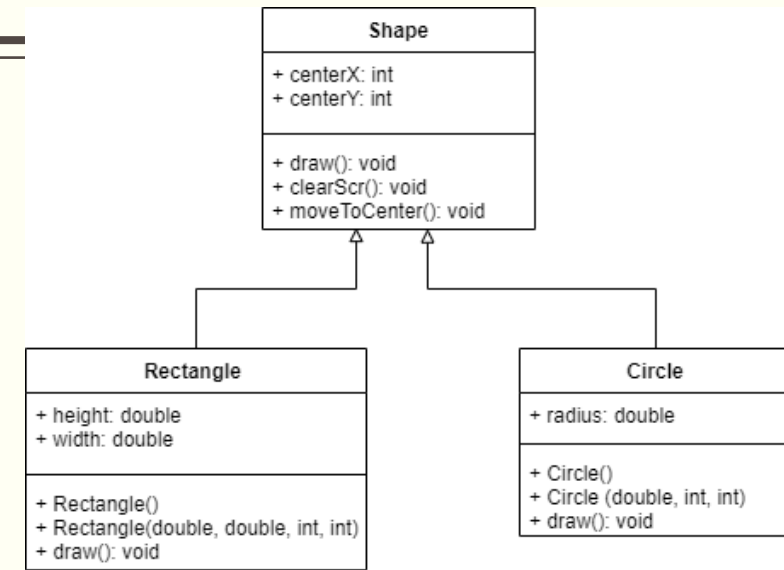 Shape
+ centerX: int
+ centerY: int
+ draw(): void
+ clearScr(): void
+ moveToCenter(): void
Rectangle
+ height: double
+ width: double
+ Rectangle()
+ Rectangle(double, double, int, int)
+ draw(): void
Circle
+ radius: double
+ Circle()
+ Circle (double, int, int)
+ draw(): void